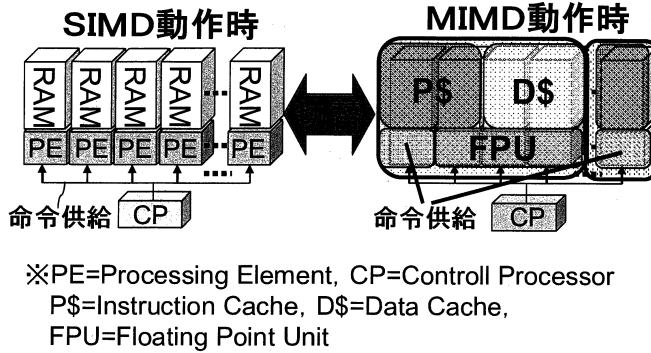 SIMD動作時
MIMD動作時
RAM RAM RAM RAM RAM
PE PE PE PE PE
命令供給
CP
P$ D$
FPU
命令供給
CP
※PE=Processing Element, CP=Controll Processor
P$=Instruction Cache, D$=Data Cache,
FPU=Floating Point Unit